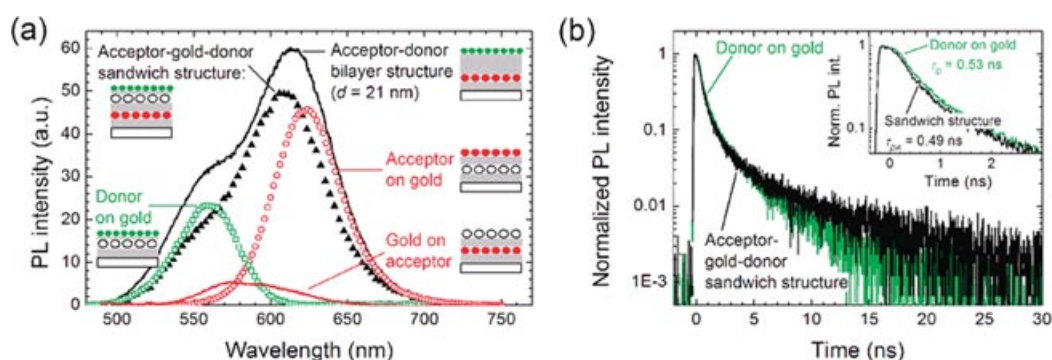 (a)
60
50
40
30
20
10
0
PL intensity (a.u.)
Acceptor-gold-donor
sandwich structure:
Acceptor-donor
bilayer structure
(d = 21 nm)
Donor
on gold
Acceptor
on gold
Gold on
acceptor
500 550 600 650 700 750
Wavelength (nm)
(b)
1
0.1
0.01
1E-3
Normalized PL intensity
Donor on gold
Acceptor-
gold-donor
sandwich structure
1
0.1
Norm. PL int.
Donor on gold
τD = 0.53 ns
Sandwich structure
τDA = 0.49 ns
0 1 2
Time (ns)
0 5 10 15 20 25 30
Time (ns)